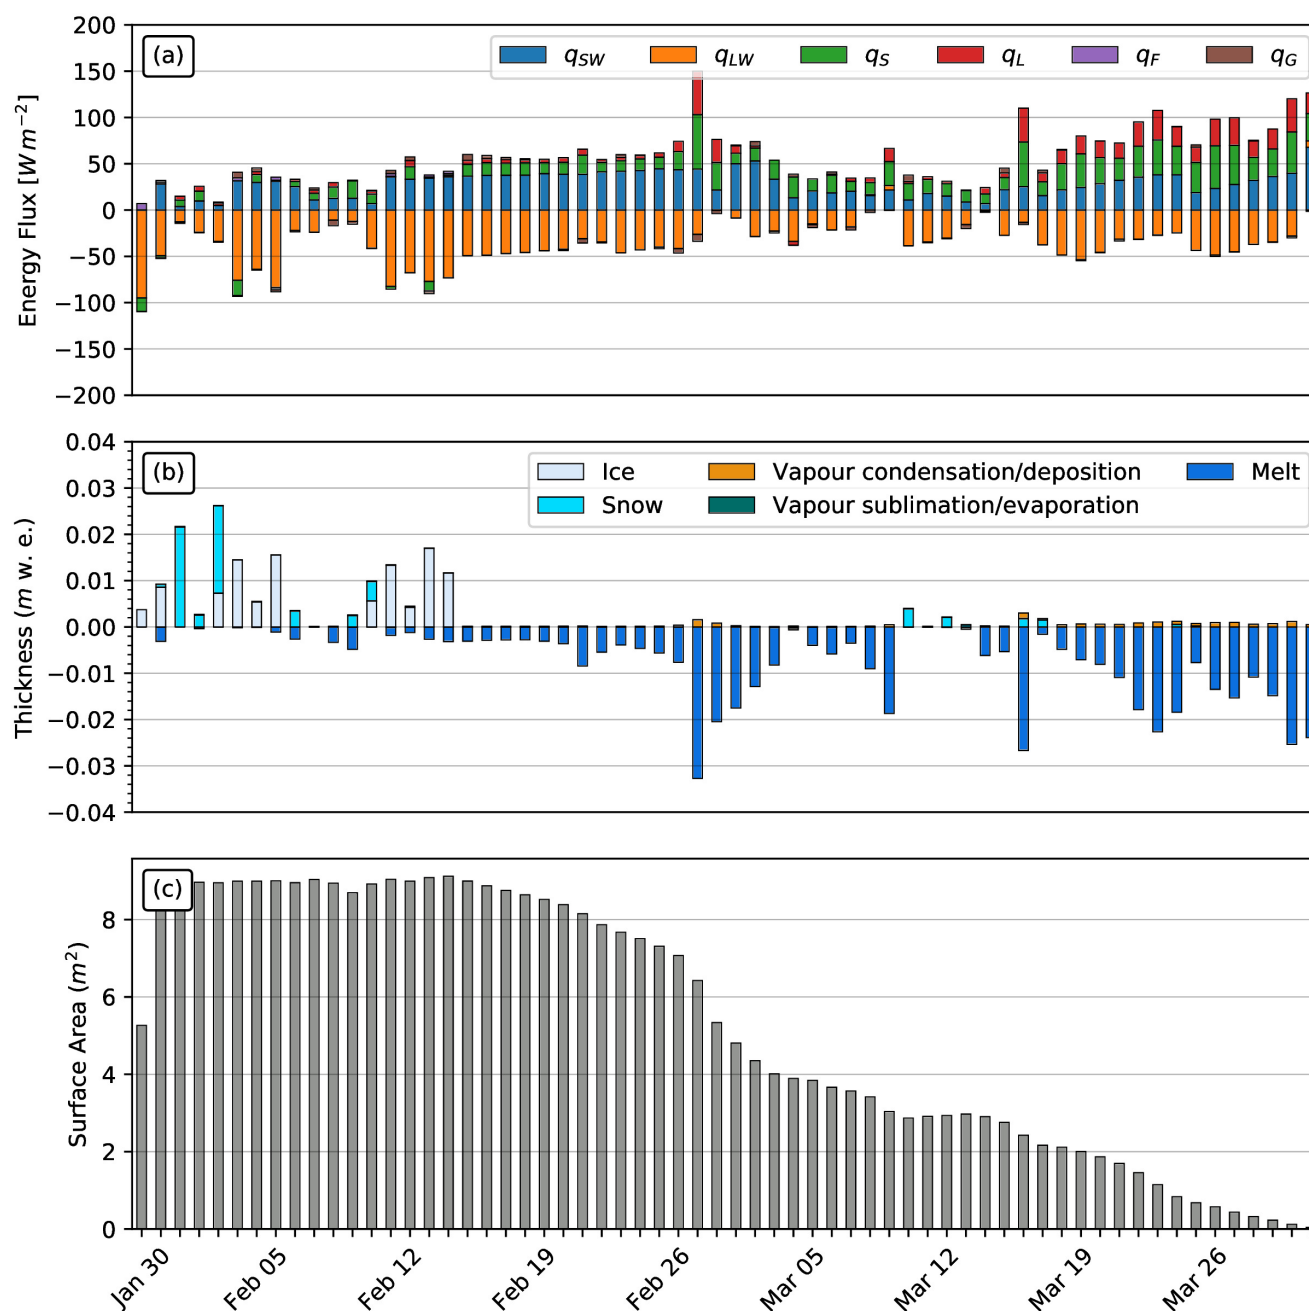 (a)
q_SW q_LW q_S q_L q_F q_G
200
150
100
50
0
−50
−100
−150
−200
Energy Flux [W m⁻²]
(b)
Ice Vapour condensation/deposition Melt
Snow Vapour sublimation/evaporation
0.04
0.03
0.02
0.01
0.00
−0.01
−0.02
−0.03
−0.04
Thickness (m w. e.)
(c)
8
6
4
2
0
Surface Area (m²)
Jan 30 Feb 05 Feb 12 Feb 19 Feb 26 Mar 05 Mar 12 Mar 19 Mar 26